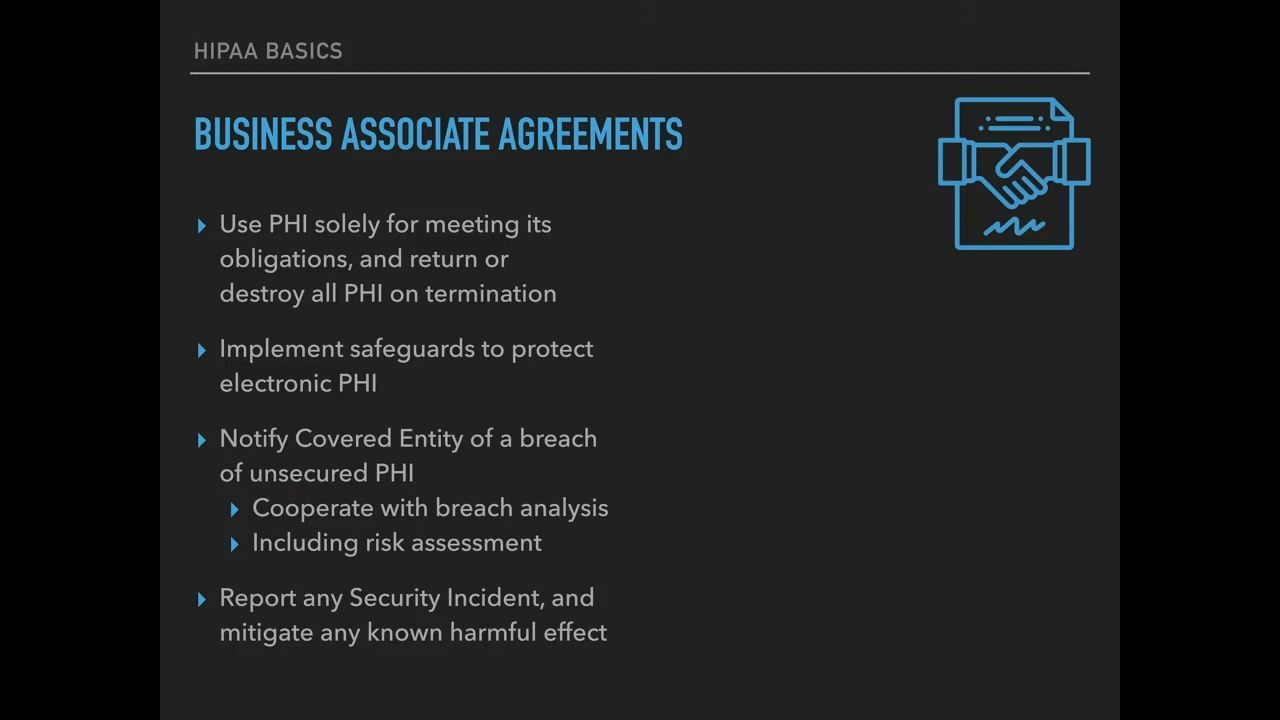 HIPAA BASICS
BUSINESS ASSOCIATE AGREEMENTS
Use PHI solely for meeting its
obligations, and return or
destroy all PHI on termination
Implement safeguards to protect
electronic PHI
Notify Covered Entity of a breach
of unsecured PHI
Cooperate with breach analysis
Including risk assessment
Report any Security Incident, and
mitigate any known harmful effect